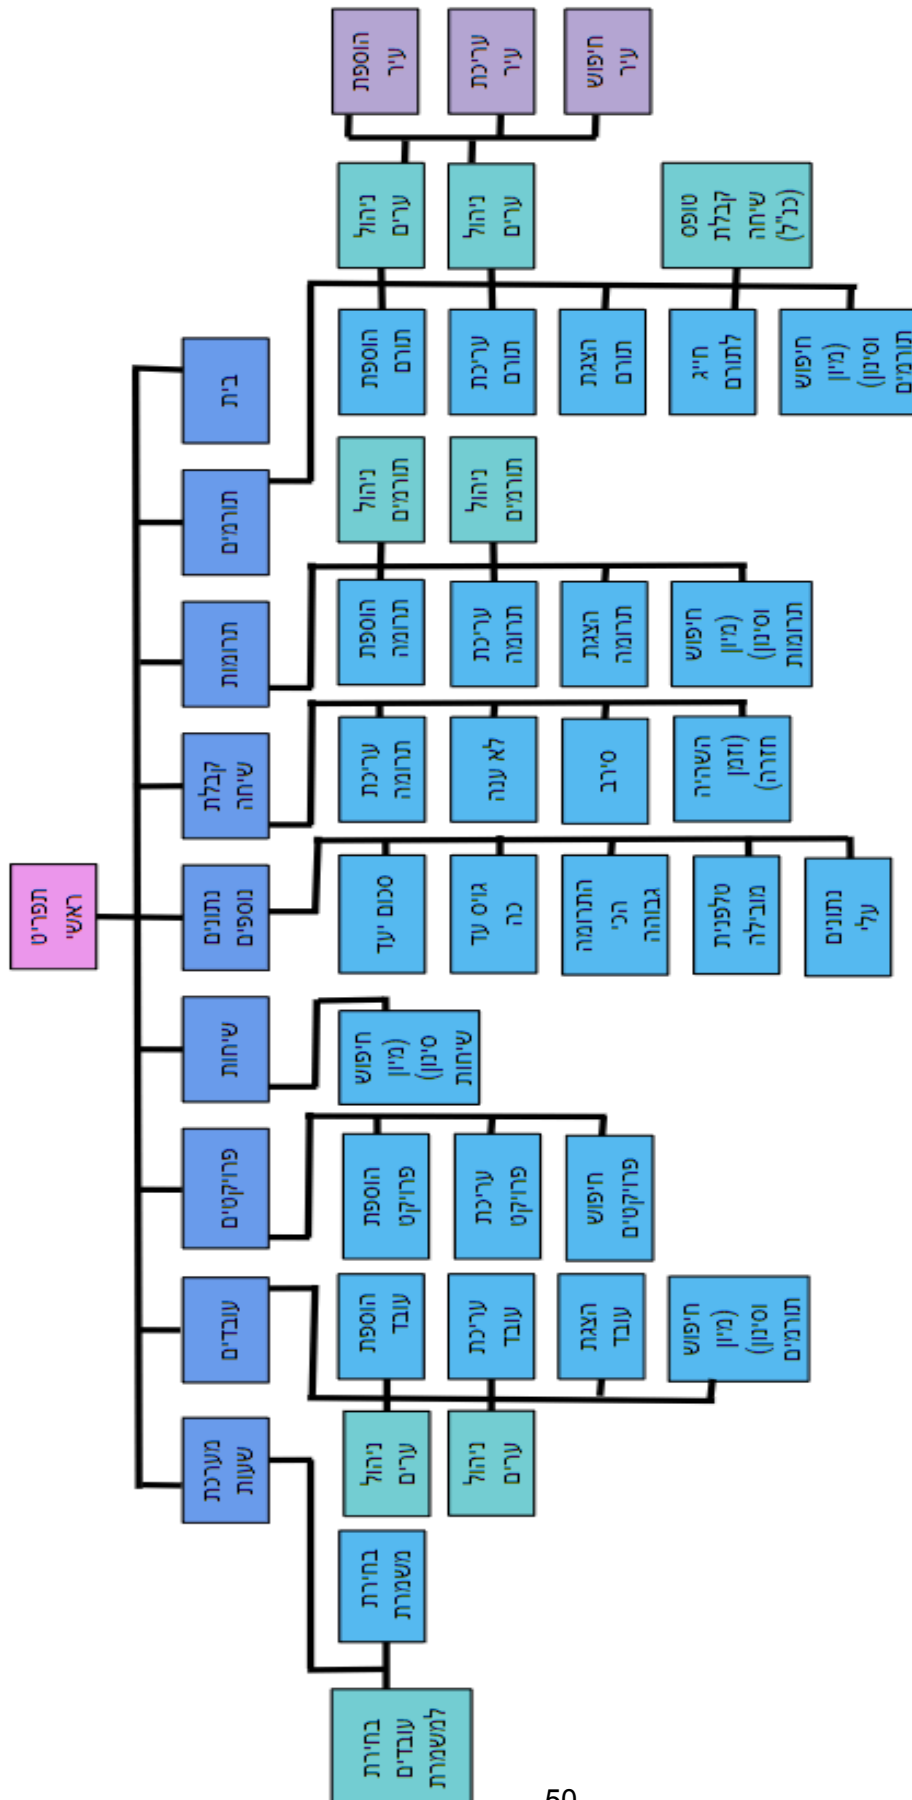 תפריט
ראשי
בית
תורמים
תרומות
קבלת
שיחה
נתונים
נוספים
שיחות
פרויקטים
עובדים
מערכת
שעות
הוספת
תורם
עריכת
תורם
הצגת
תורם
חייג
לתורם
חיפוש
(מיון
וסינון)
תורמים
ניהול
ערים
ניהול
ערים
טופס
קבלת
שיחה
(כנ"ל)
הוספת
עיר
עריכת
עיר
חיפוש
עיר
הוספת
תרומה
עריכת
תרומה
הצגת
תרומה
חיפוש
(מיון
וסינון)
תרומות
ניהול
תורמים
ניהול
תורמים
עריכת
תרומה
לא ענה
סירב
השהיה
(וזמן
חזרה)
סכום יעד
גויס עד
כה
התרומה
הכי
גבוהה
טלפנית
מובילה
נתונים
עלי
חיפוש
(מיון
סינון)
שיחות
הוספת
פרויקט
עריכת
פרויקט
חיפוש
פרויקטים
הוספת
עובד
עריכת
עובד
הצגת
עובד
חיפוש
(מיון
וסינון)
תורמים
ניהול
ערים
ניהול
ערים
בחירת
משמרת
בחירת
עובדים
למשמרת
50